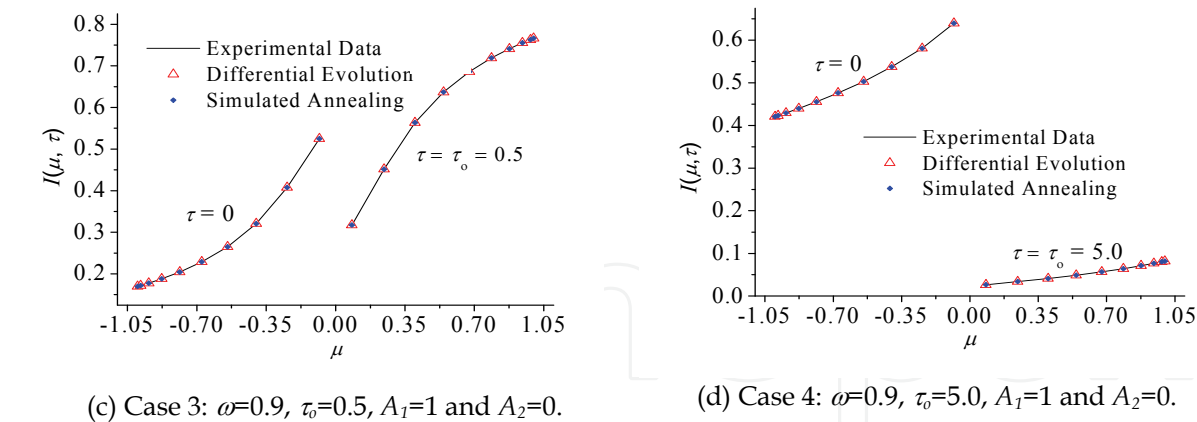 0.8
0.7
0.6
0.5
0.4
0.3
0.2
I(μ, τ)
Experimental Data
Differential Evolution
Simulated Annealing
τ = τₒ = 0.5
τ = 0
-1.05 -0.70 -0.35 0.00 0.35 0.70 1.05
μ
(c) Case 3: ω=0.9, τₒ=0.5, A₁=1 and A₂=0.
0.6
0.5
0.4
0.3
0.2
0.1
0.0
I(μ,τ)
τ = 0
Experimental Data
Differential Evolution
Simulated Annealing
τ = τₒ = 5.0
-1.05 -0.70 -0.35 0.00 0.35 0.70 1.05
μ
(d) Case 4: ω=0.9, τₒ=5.0, A₁=1 and A₂=0.